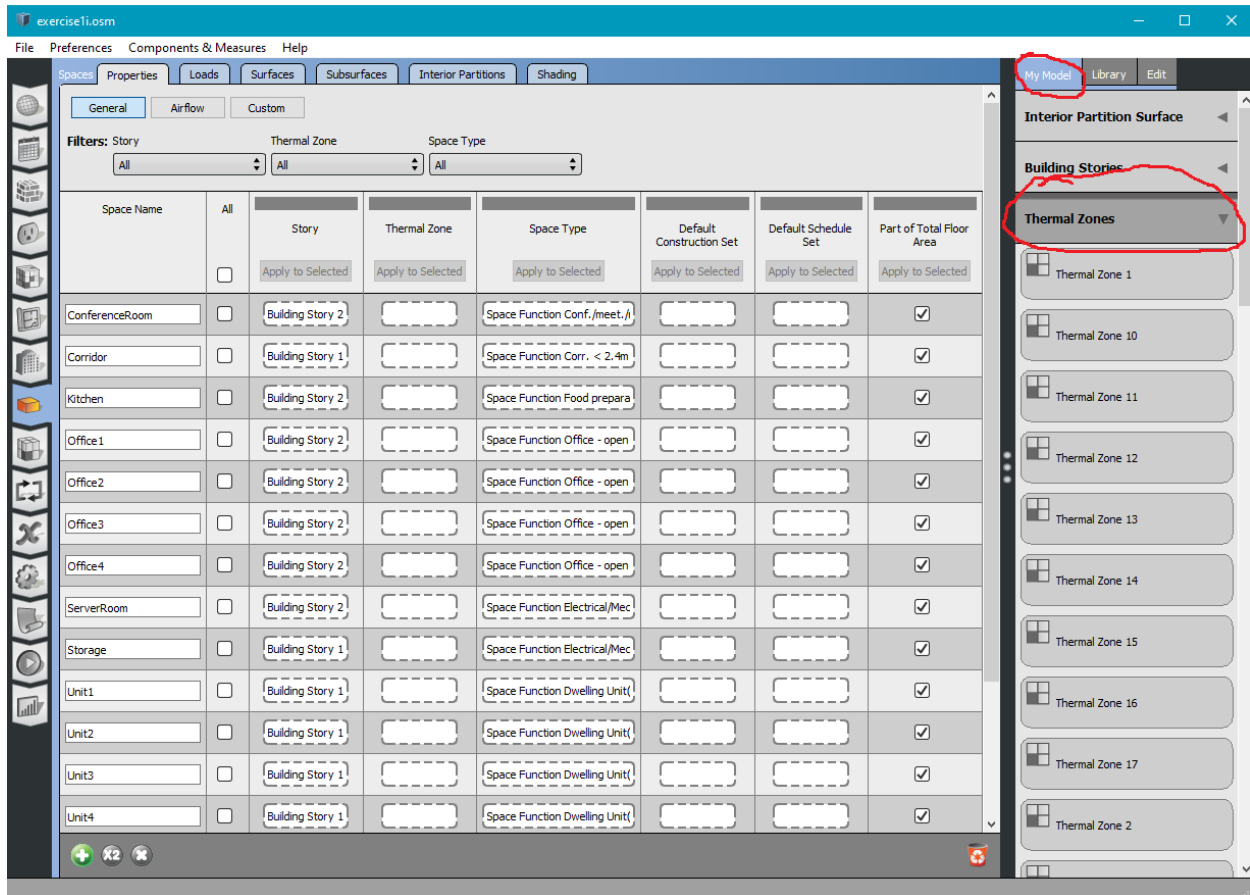 exercise1i.osm
File Preferences Components & Measures Help
Spaces Properties Loads Surfaces Subsurfaces Interior Partitions Shading
My Model Library Edit
General Airflow Custom
Filters: Story Thermal Zone Space Type
All All All
Space Name All Story Thermal Zone Space Type Default Construction Set Default Schedule Set Part of Total Floor Area
Apply to Selected Apply to Selected Apply to Selected Apply to Selected Apply to Selected Apply to Selected
ConferenceRoom Building Story 2 Space Function Conf./meet./
Corridor Building Story 1 Space Function Corr. < 2.4m
Kitchen Building Story 2 Space Function Food prepara
Office1 Building Story 2 Space Function Office - open
Office2 Building Story 2 Space Function Office - open
Office3 Building Story 2 Space Function Office - open
Office4 Building Story 2 Space Function Office - open
ServerRoom Building Story 2 Space Function Electrical/Mec
Storage Building Story 1 Space Function Electrical/Mec
Unit1 Building Story 1 Space Function Dwelling Unit(
Unit2 Building Story 1 Space Function Dwelling Unit(
Unit3 Building Story 1 Space Function Dwelling Unit(
Unit4 Building Story 1 Space Function Dwelling Unit(
X2
Interior Partition Surface
Building Stories
Thermal Zones
Thermal Zone 1
Thermal Zone 10
Thermal Zone 11
Thermal Zone 12
Thermal Zone 13
Thermal Zone 14
Thermal Zone 15
Thermal Zone 16
Thermal Zone 17
Thermal Zone 2